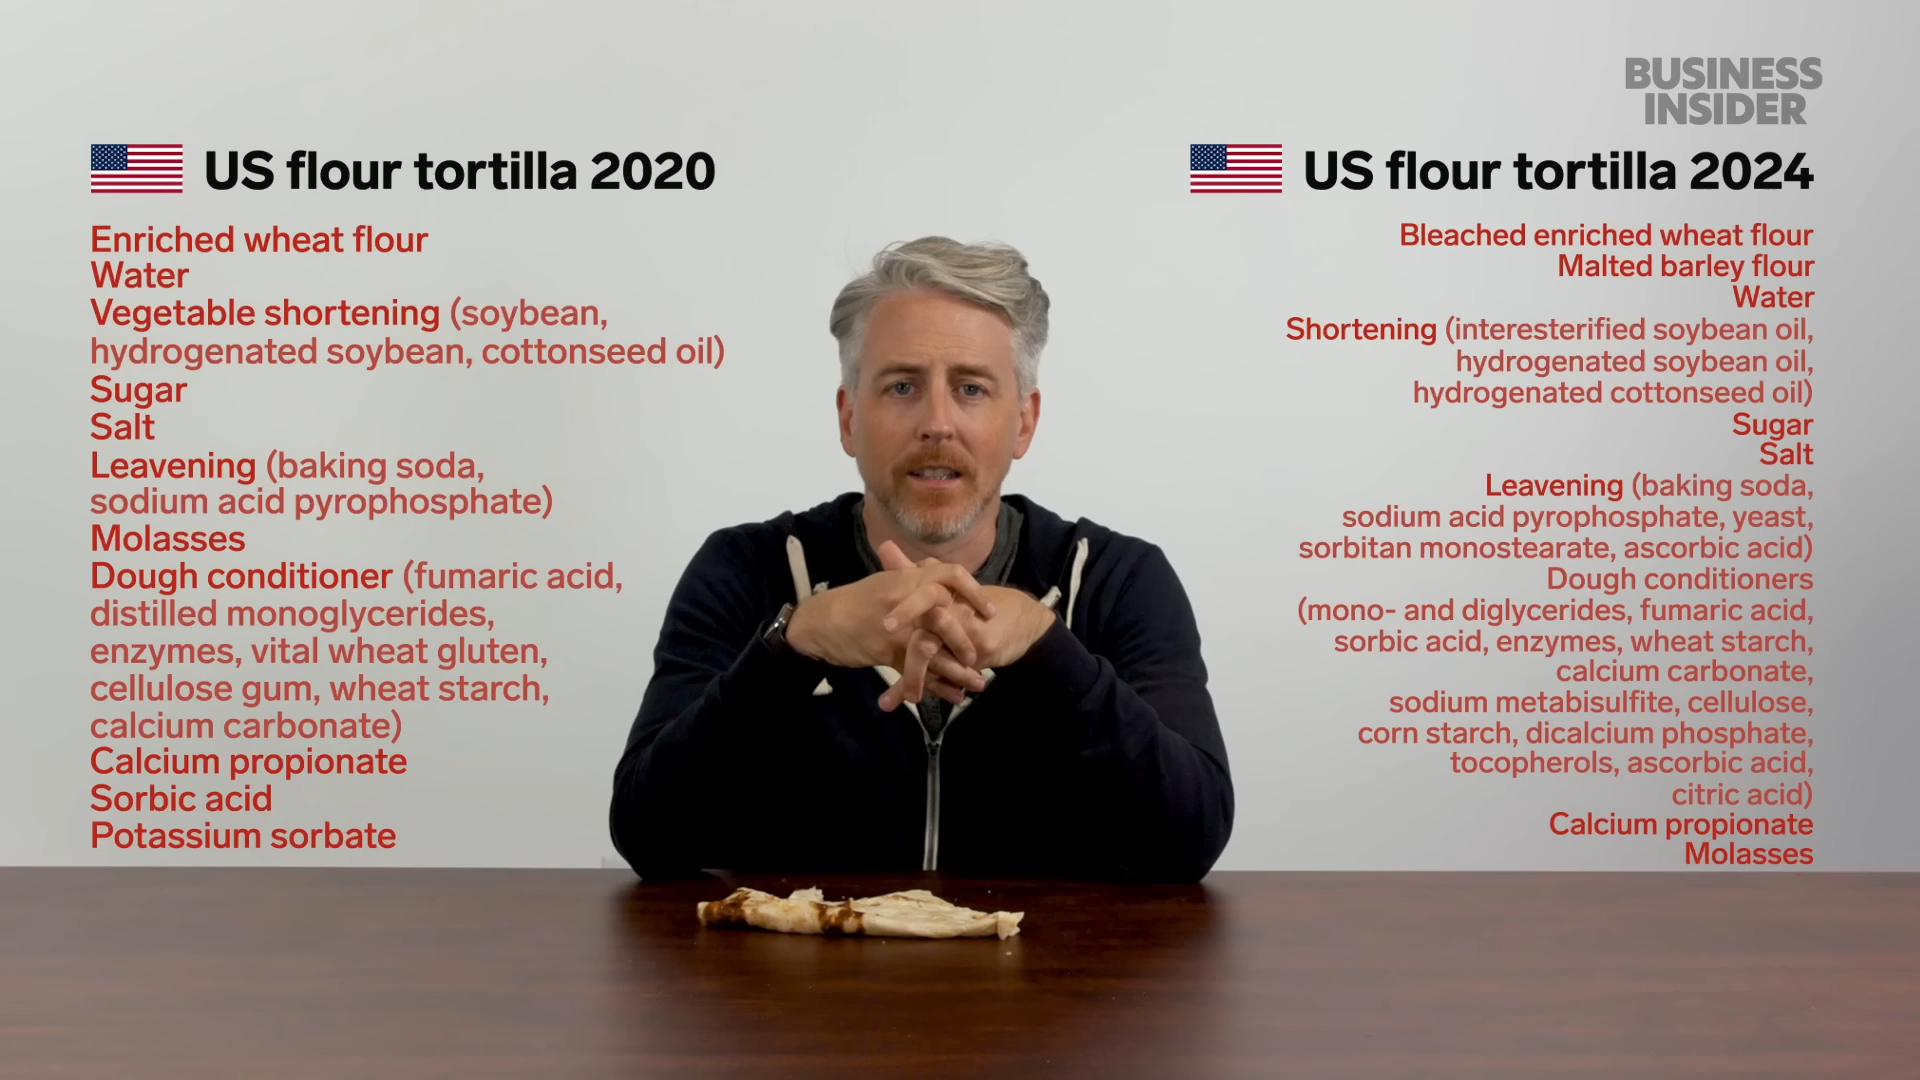 BUSINESS
INSIDER
US flour tortilla 2020
Enriched wheat flour
Water
Vegetable shortening (soybean,
hydrogenated soybean, cottonseed oil)
Sugar
Salt
Leavening (baking soda,
sodium acid pyrophosphate)
Molasses
Dough conditioner (fumaric acid,
distilled monoglycerides,
enzymes, vital wheat gluten,
cellulose gum, wheat starch,
calcium carbonate)
Calcium propionate
Sorbic acid
Potassium sorbate
US flour tortilla 2024
Bleached enriched wheat flour
Malted barley flour
Water
Shortening (interesterified soybean oil,
hydrogenated soybean oil,
hydrogenated cottonseed oil)
Sugar
Salt
Leavening (baking soda,
sodium acid pyrophosphate, yeast,
sorbitan monostearate, ascorbic acid)
Dough conditioners
(mono- and diglycerides, fumaric acid,
sorbic acid, enzymes, wheat starch,
calcium carbonate,
sodium metabisulfite, cellulose,
corn starch, dicalcium phosphate,
tocopherols, ascorbic acid,
citric acid)
Calcium propionate
Molasses